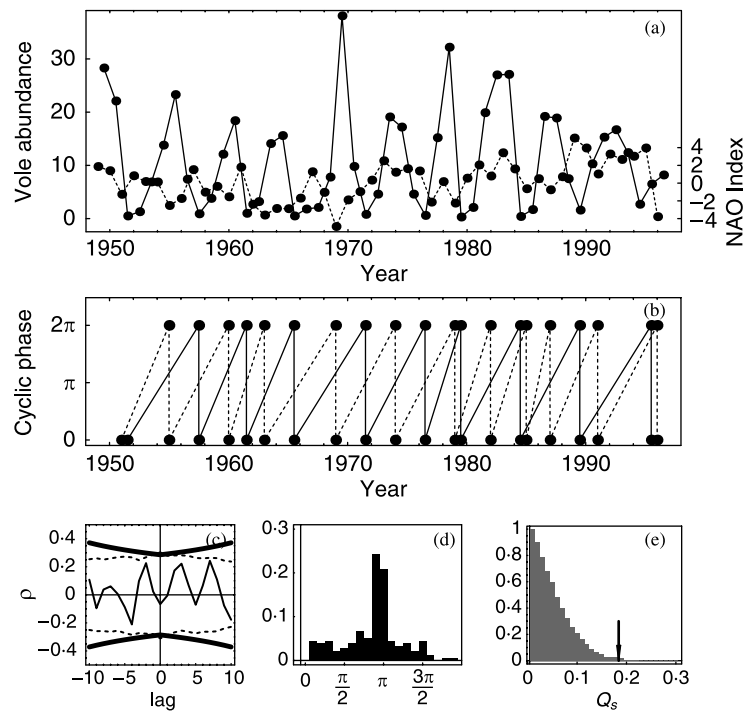 (a)
Vole abundance
30
20
10
0
4
2
0
−2
−4
NAO Index
1950 1960 1970 1980 1990
Year
(b)
Cyclic phase
2π
π
0
1950 1960 1970 1980 1990
Year
(c)
ρ
0·4
0·2
0
−0·2
−0·4
−10 −5 0 5 10
lag
(d)
0·3
0·2
0·1
0
0 π/2 π 3π/2
(e)
1
0·8
0·6
0·4
0·2
0
0 0·1 0·2 0·3
Qs